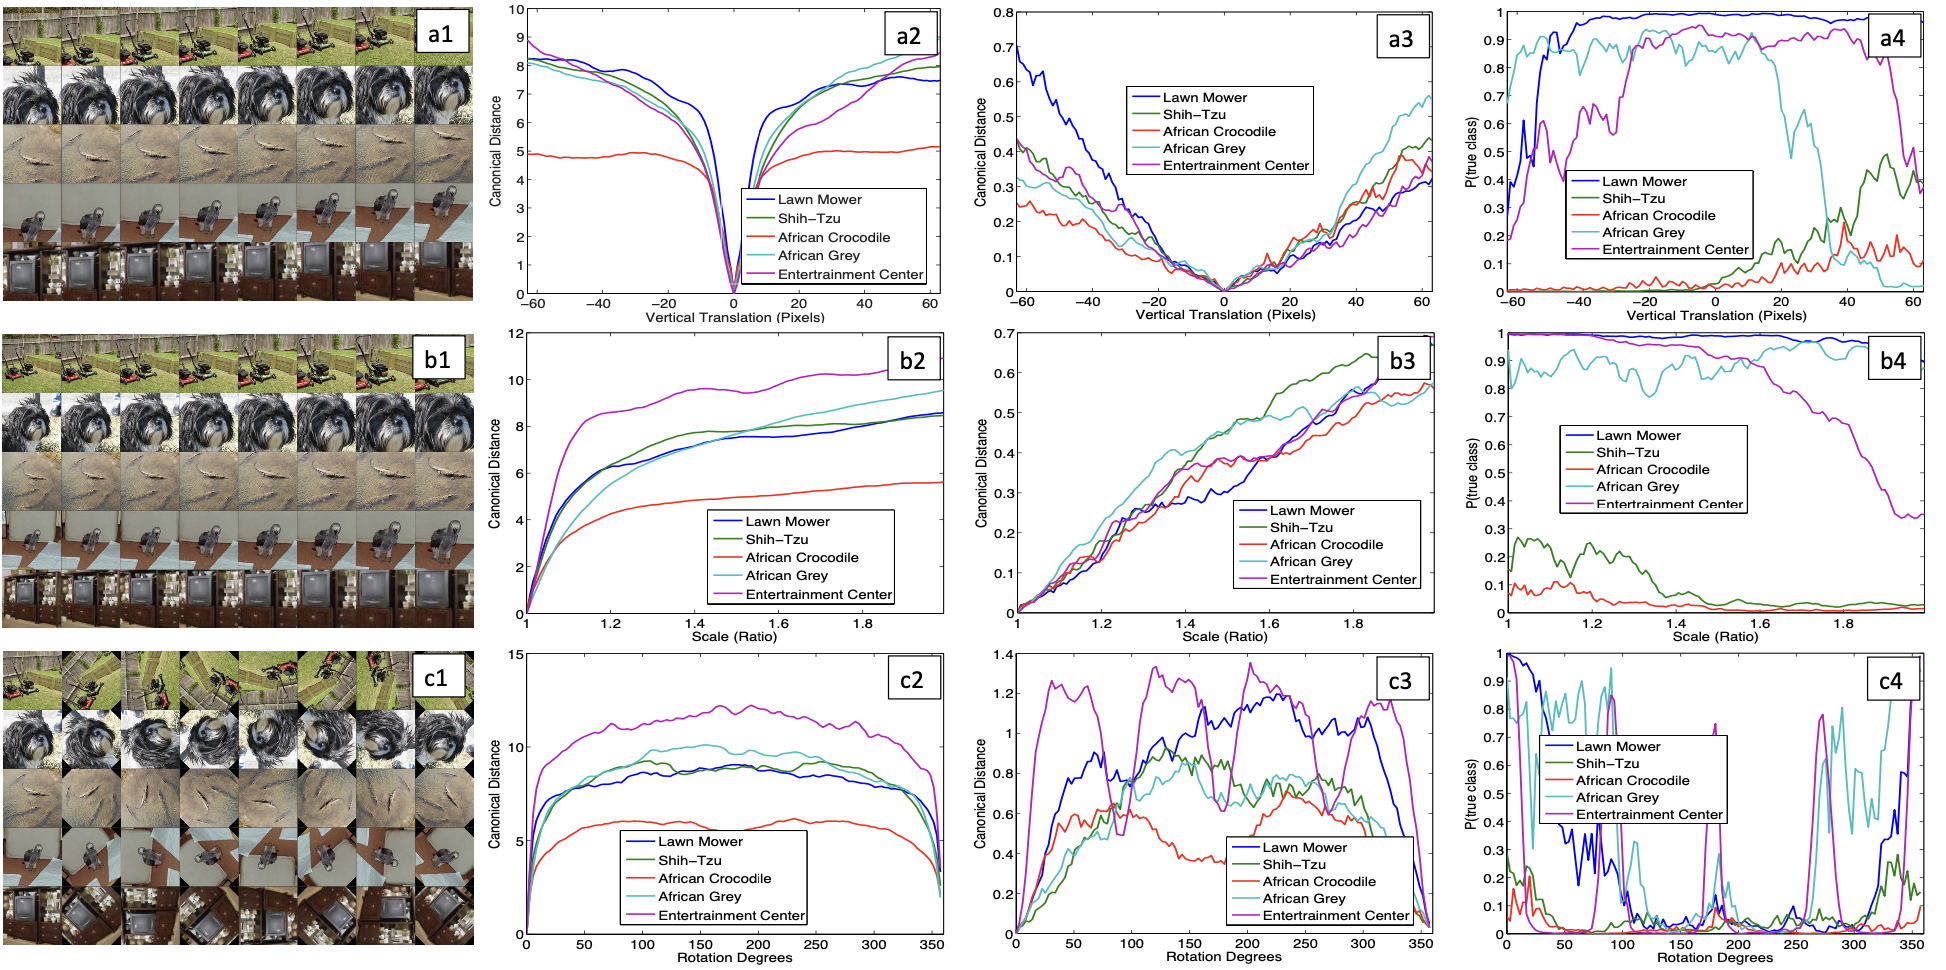 a1
10
9
8
7
6
5
4
3
2
1
0
Canonical Distance
a2
Lawn Mower
Shih−Tzu
African Crocodile
African Grey
Entertrainment Center
−60 −40 −20 0 20 40 60
Vertical Translation (Pixels)
0.8
0.7
0.6
0.5
0.4
0.3
0.2
0.1
0
Canonical Distance
a3
Lawn Mower
Shih−Tzu
African Crocodile
African Grey
Entertrainment Center
−60 −40 −20 0 20 40 60
Vertical Translation (Pixels)
1
0.9
0.8
0.7
0.6
0.5
0.4
0.3
0.2
0.1
0
P(true class)
a4
Lawn Mower
Shih−Tzu
African Crocodile
African Grey
Entertrainment Center
−60 −40 −20 0 20 40 60
Vertical Translation (Pixels)
b1
12
10
8
6
4
2
0
Canonical Distance
b2
Lawn Mower
Shih−Tzu
African Crocodile
African Grey
Entertrainment Center
1 1.2 1.4 1.6 1.8
Scale (Ratio)
0.7
0.6
0.5
0.4
0.3
0.2
0.1
0
Canonical Distance
b3
Lawn Mower
Shih−Tzu
African Crocodile
African Grey
Entertrainment Center
1 1.2 1.4 1.6 1.8
Scale (Ratio)
1
0.9
0.8
0.7
0.6
0.5
0.4
0.3
0.2
0.1
0
P(true class)
b4
Lawn Mower
Shih−Tzu
African Crocodile
African Grey
Entertrainment Center
1 1.2 1.4 1.6 1.8
Scale (Ratio)
c1
15
10
5
0
Canonical Distance
c2
Lawn Mower
Shih−Tzu
African Crocodile
African Grey
Entertrainment Center
0 50 100 150 200 250 300 350
Rotation Degrees
1.4
1.2
1
0.8
0.6
0.4
0.2
0
Canonical Distance
c3
Lawn Mower
Shih−Tzu
African Crocodile
African Grey
Entertrainment Center
0 50 100 150 200 250 300 350
Rotation Degrees
1
0.9
0.8
0.7
0.6
0.5
0.4
0.3
0.2
0.1
0
P(true class)
c4
Lawn Mower
Shih−Tzu
African Crocodile
African Grey
Entertrainment Center
0 50 100 150 200 250 300 350
Rotation Degrees